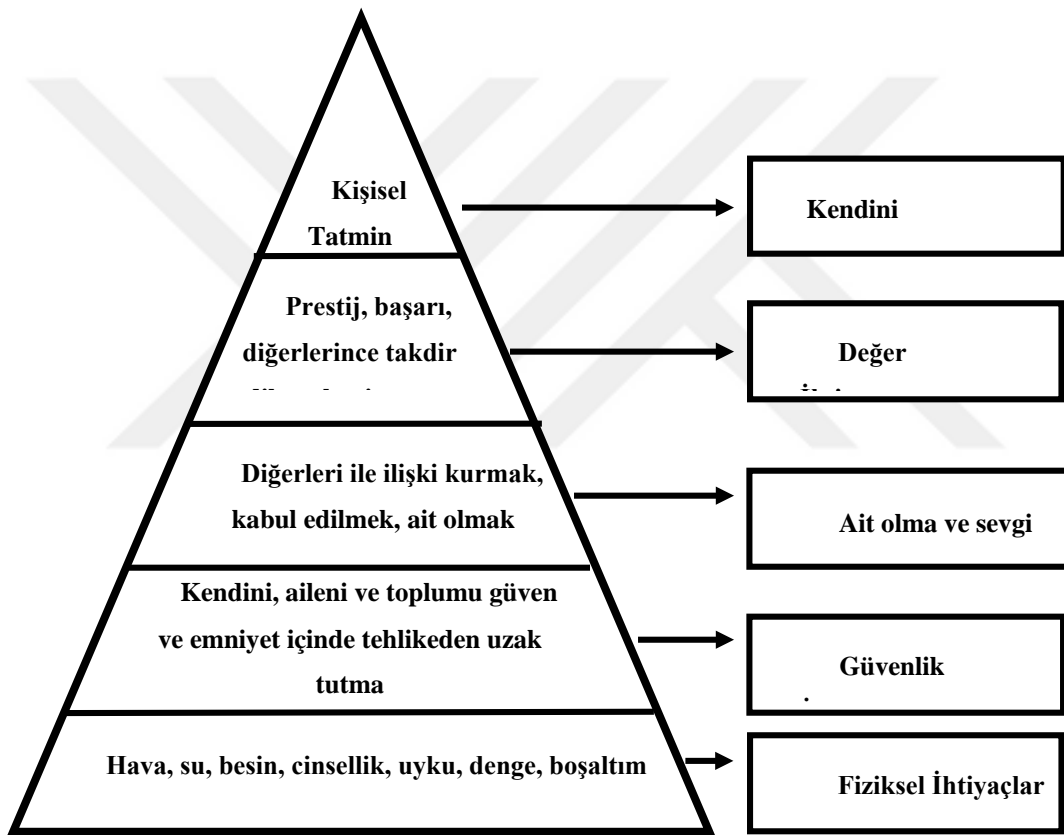 Kişisel
Tatmin
Kendini
Prestij, başarı,
diğerlerince takdir
Değer
Diğerleri ile ilişki kurmak,
kabul edilmek, ait olmak
Ait olma ve sevgi
Kendini, aileni ve toplumu güven
ve emniyet içinde tehlikeden uzak
tutma
Güvenlik
Hava, su, besin, cinsellik, uyku, denge, boşaltım
Fiziksel İhtiyaçlar